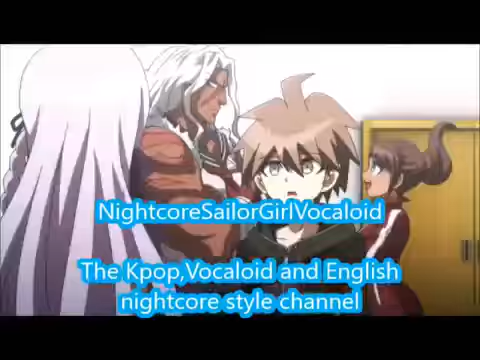 NightcoreSailorGirlVocaloid
The Kpop,Vocaloid and English
nightcore style channel